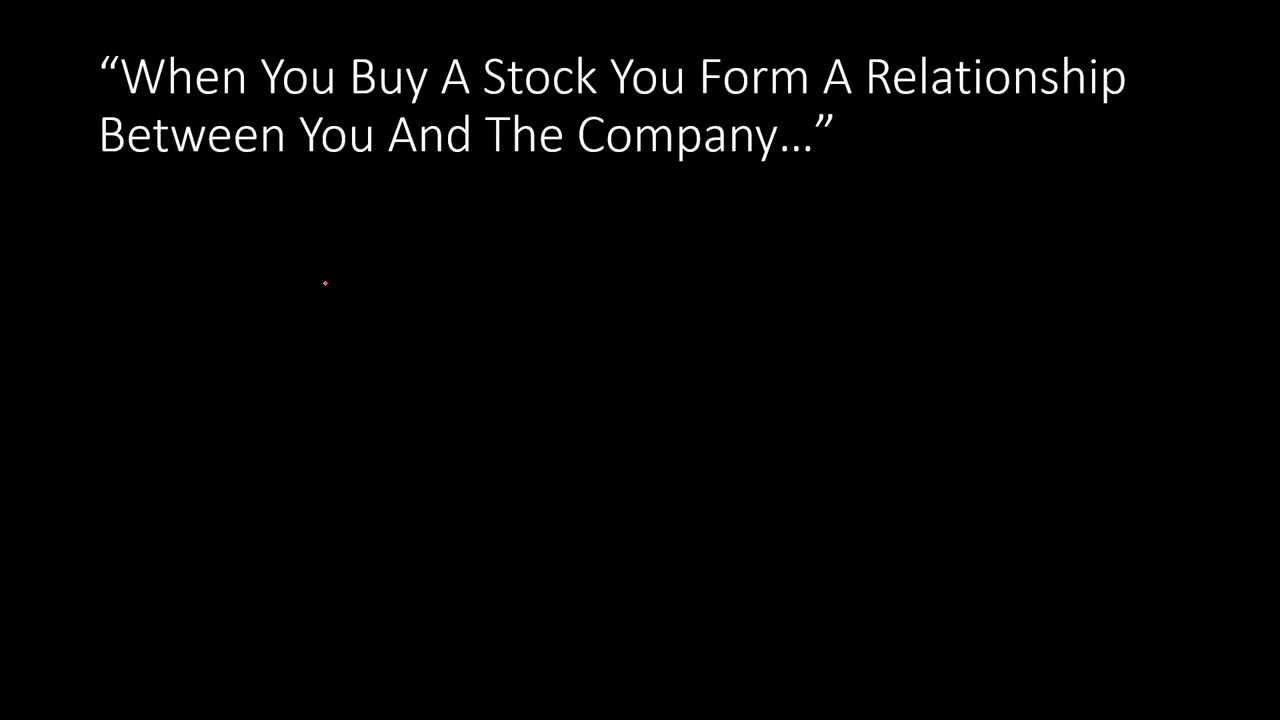 “When You Buy A Stock You Form A Relationship
Between You And The Company…”